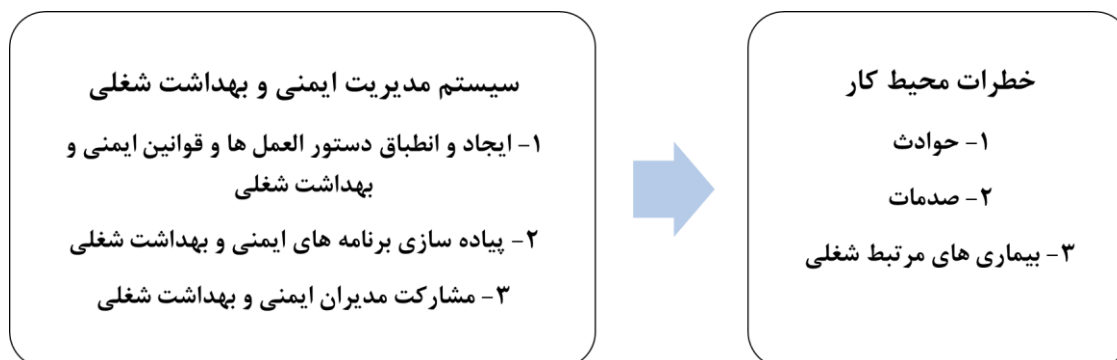 سیستم مدیریت ایمنی و بهداشت شغلی
۱- ایجاد و انطباق دستور العمل ها و قوانین ایمنی و
بهداشت شغلی
۲- پیاده سازی برنامه های ایمنی و بهداشت شغلی
۳- مشارکت مدیران ایمنی و بهداشت شغلی
خطرات محیط کار
۱- حوادث
۲- صدمات
۳- بیماری های مرتبط شغلی